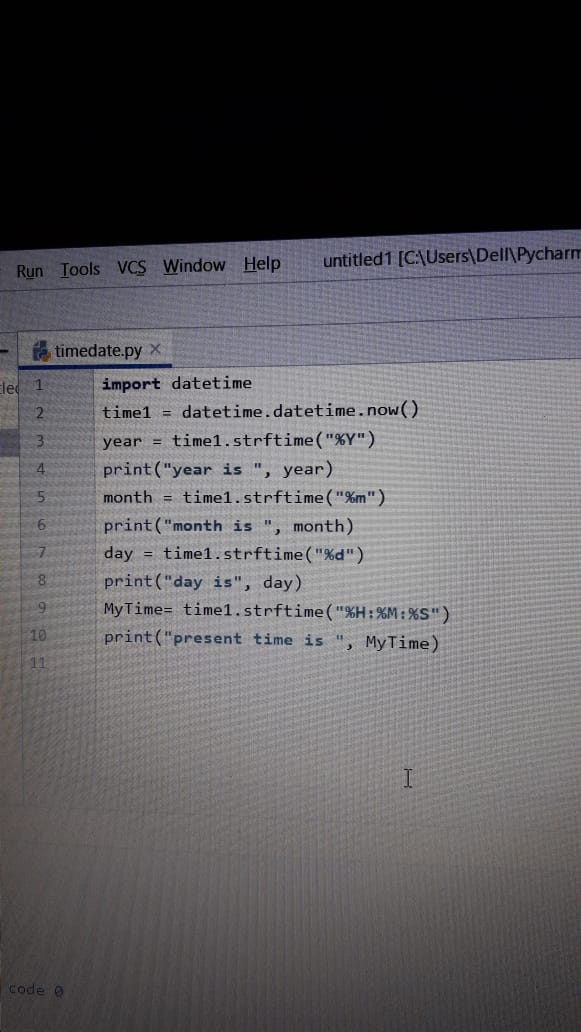 Run Tools VCS Window Help untitled1 [C:\Users\Dell\Pycharm
timedate.py ×
1 import datetime
2 time1 = datetime.datetime.now()
3 year = time1.strftime("%Y")
4 print("year is ", year)
5 month = time1.strftime("%m")
6 print("month is ", month)
7 day = time1.strftime("%d")
8 print("day is", day)
9 MyTime= time1.strftime("%H:%M:%S")
10 print("present time is ", MyTime)
11
code 0